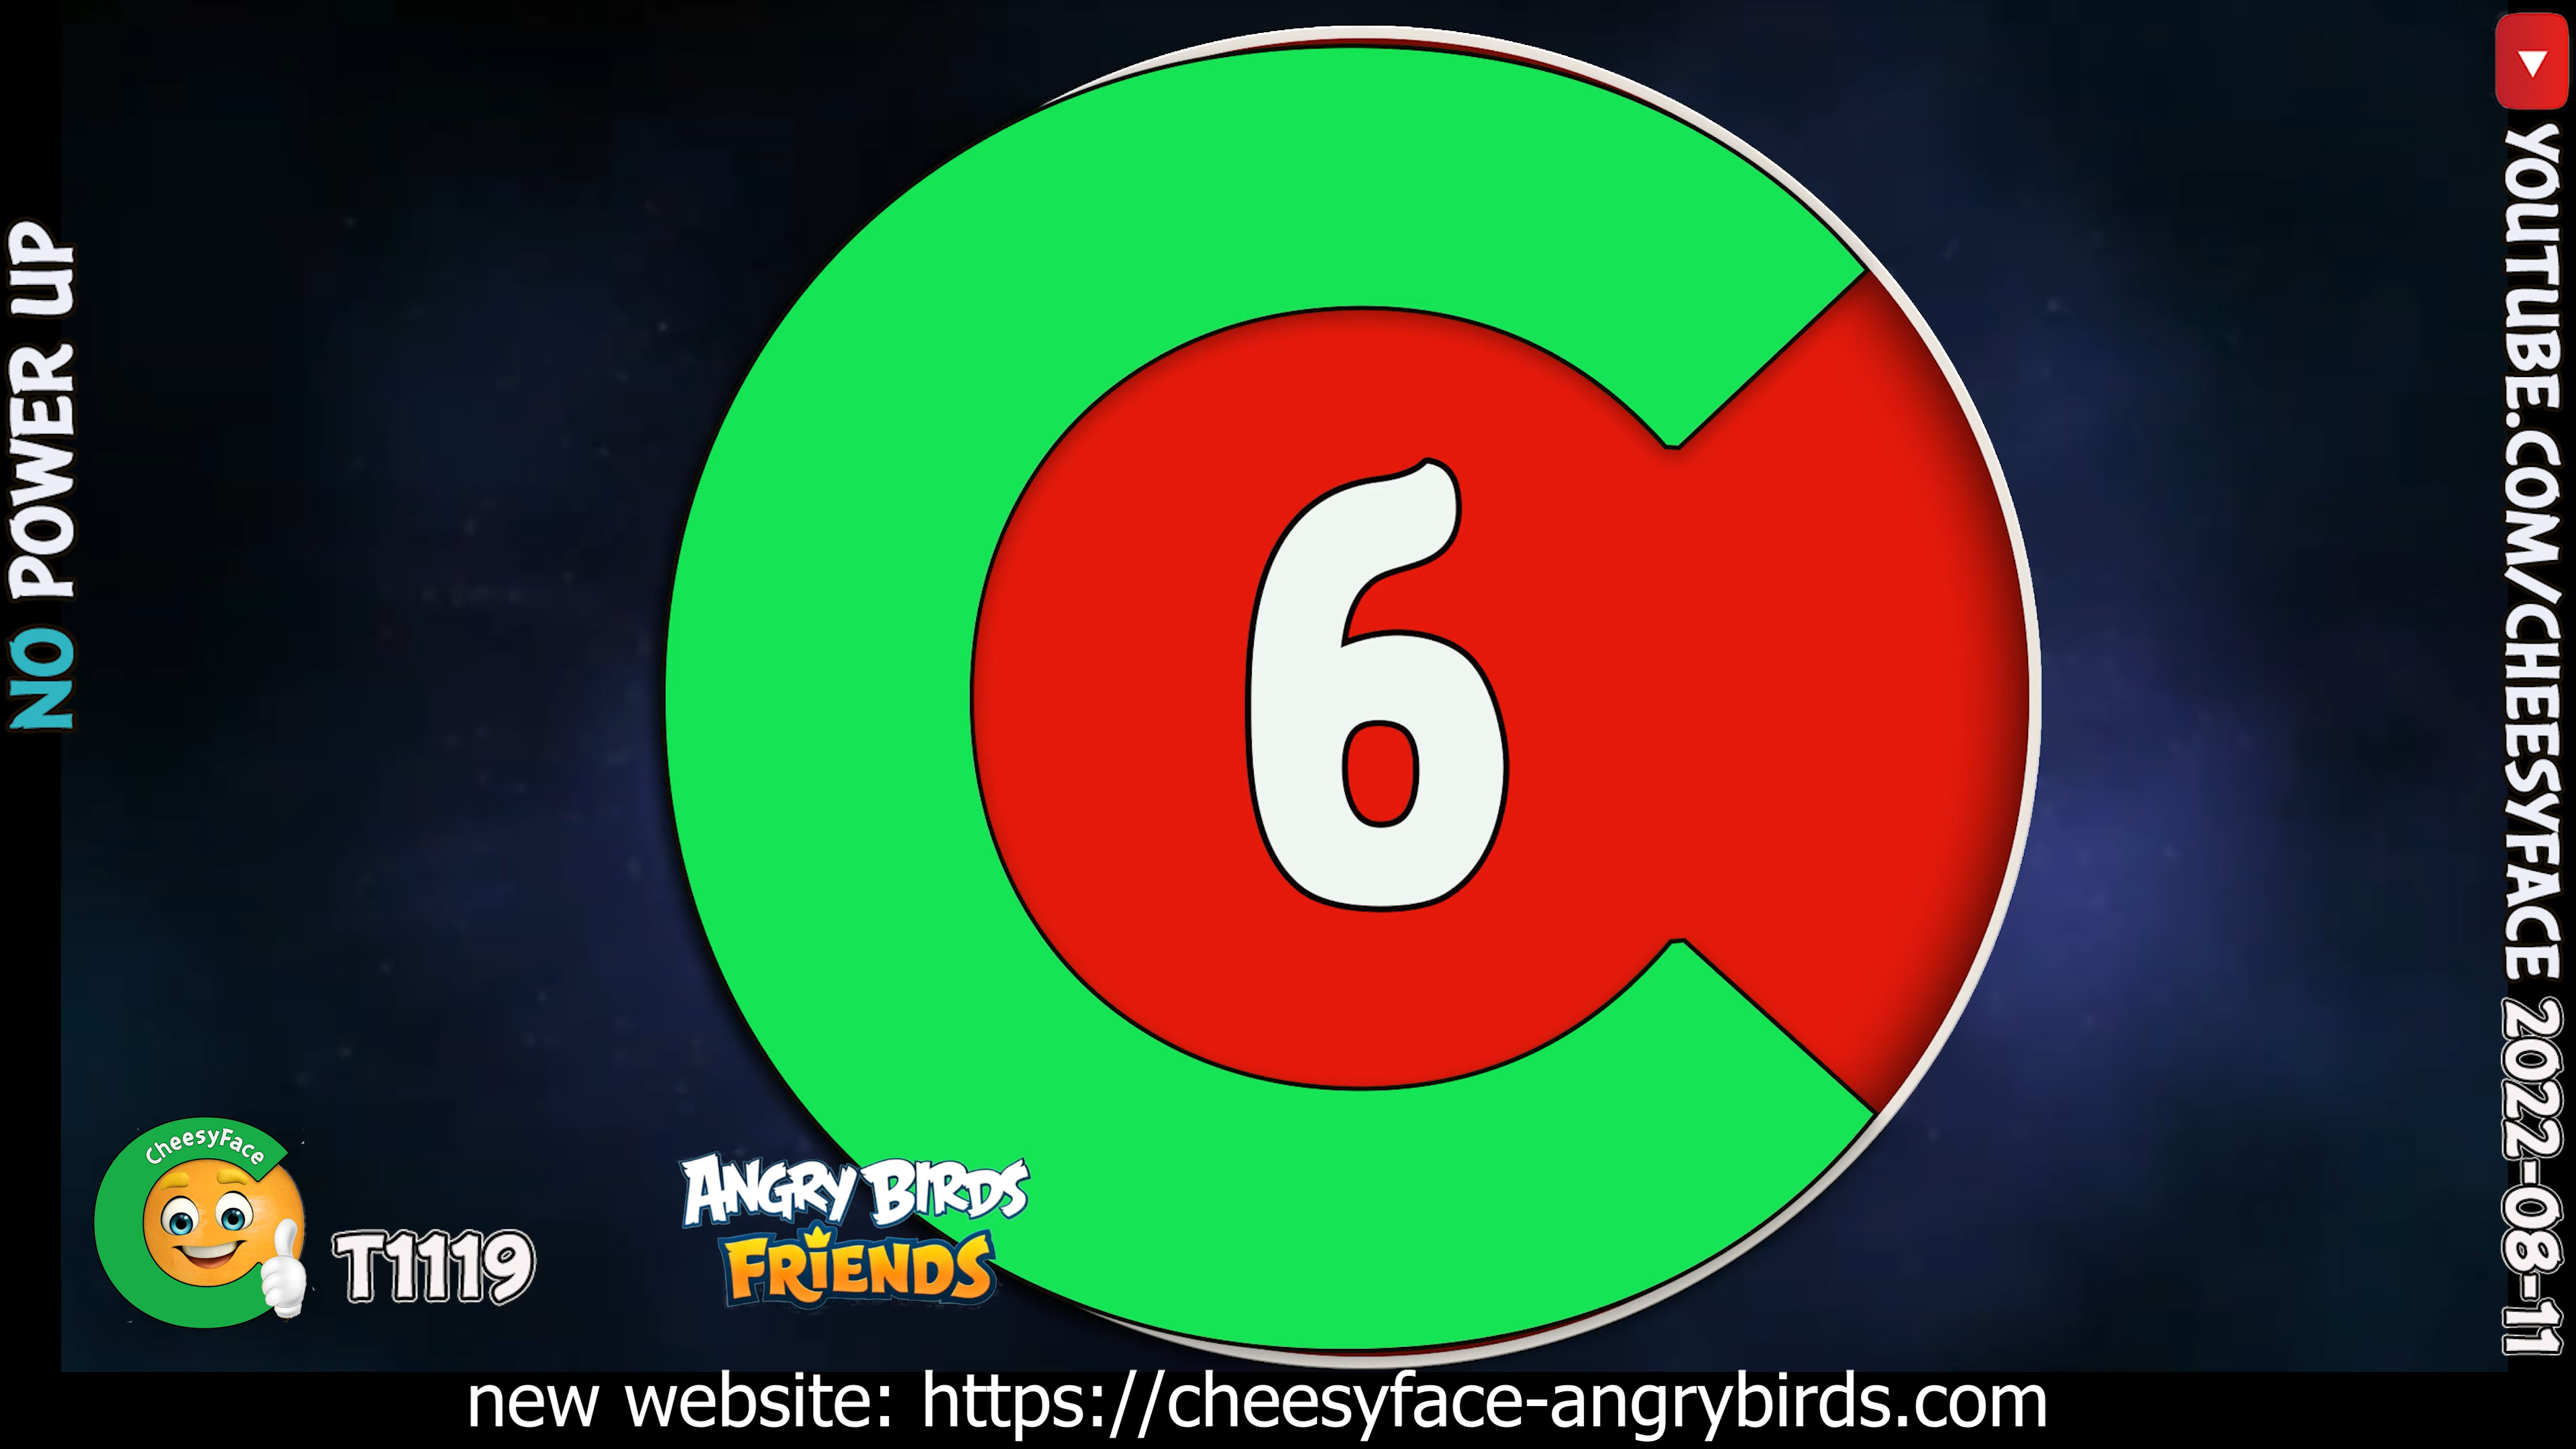 NO POWER UP
6
CheesyFace
T1119
ANGRY BIRDS
FRIENDS
YOUTUBE.COM/CHEESYFACE 2022-08-11
new website: https://cheesyface-angrybirds.com